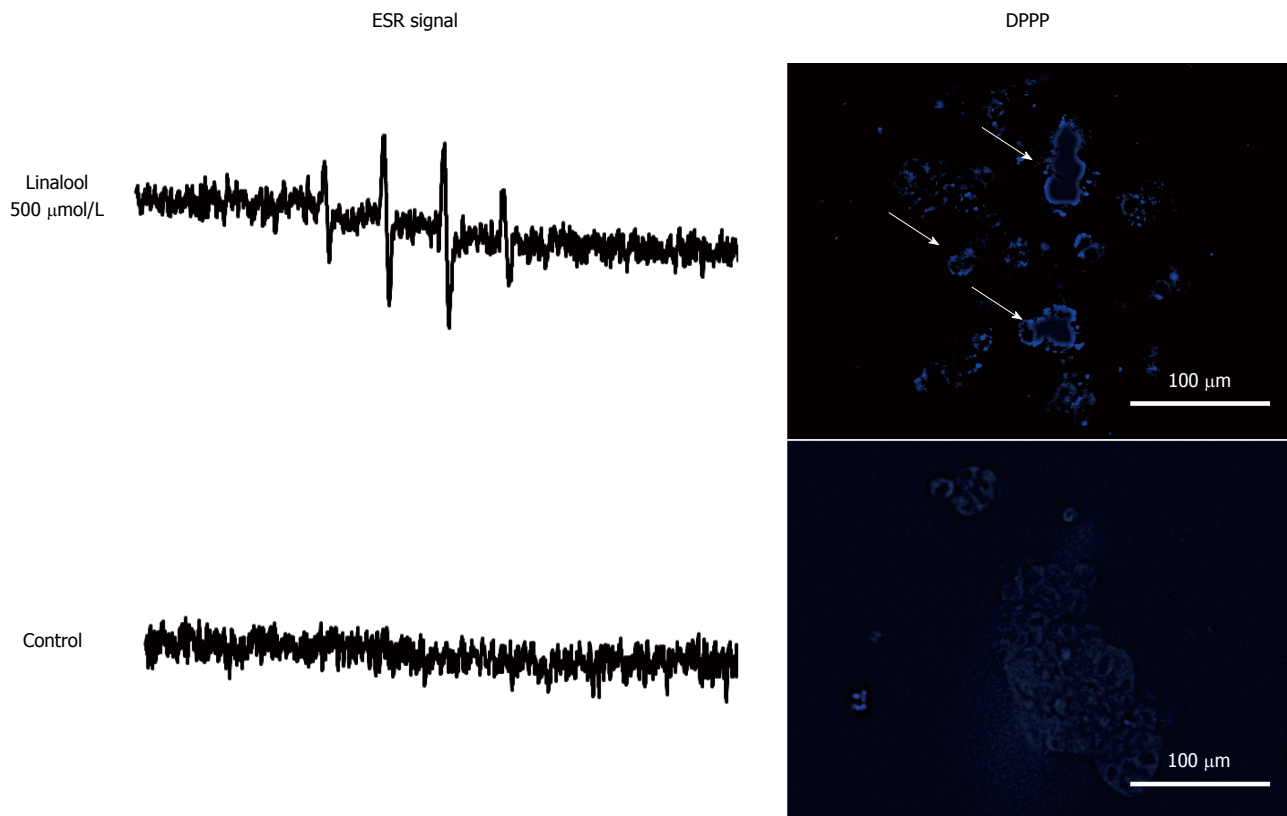 ESR signal
DPPP
Linalool
500 μmol/L
100 μm
Control
100 μm